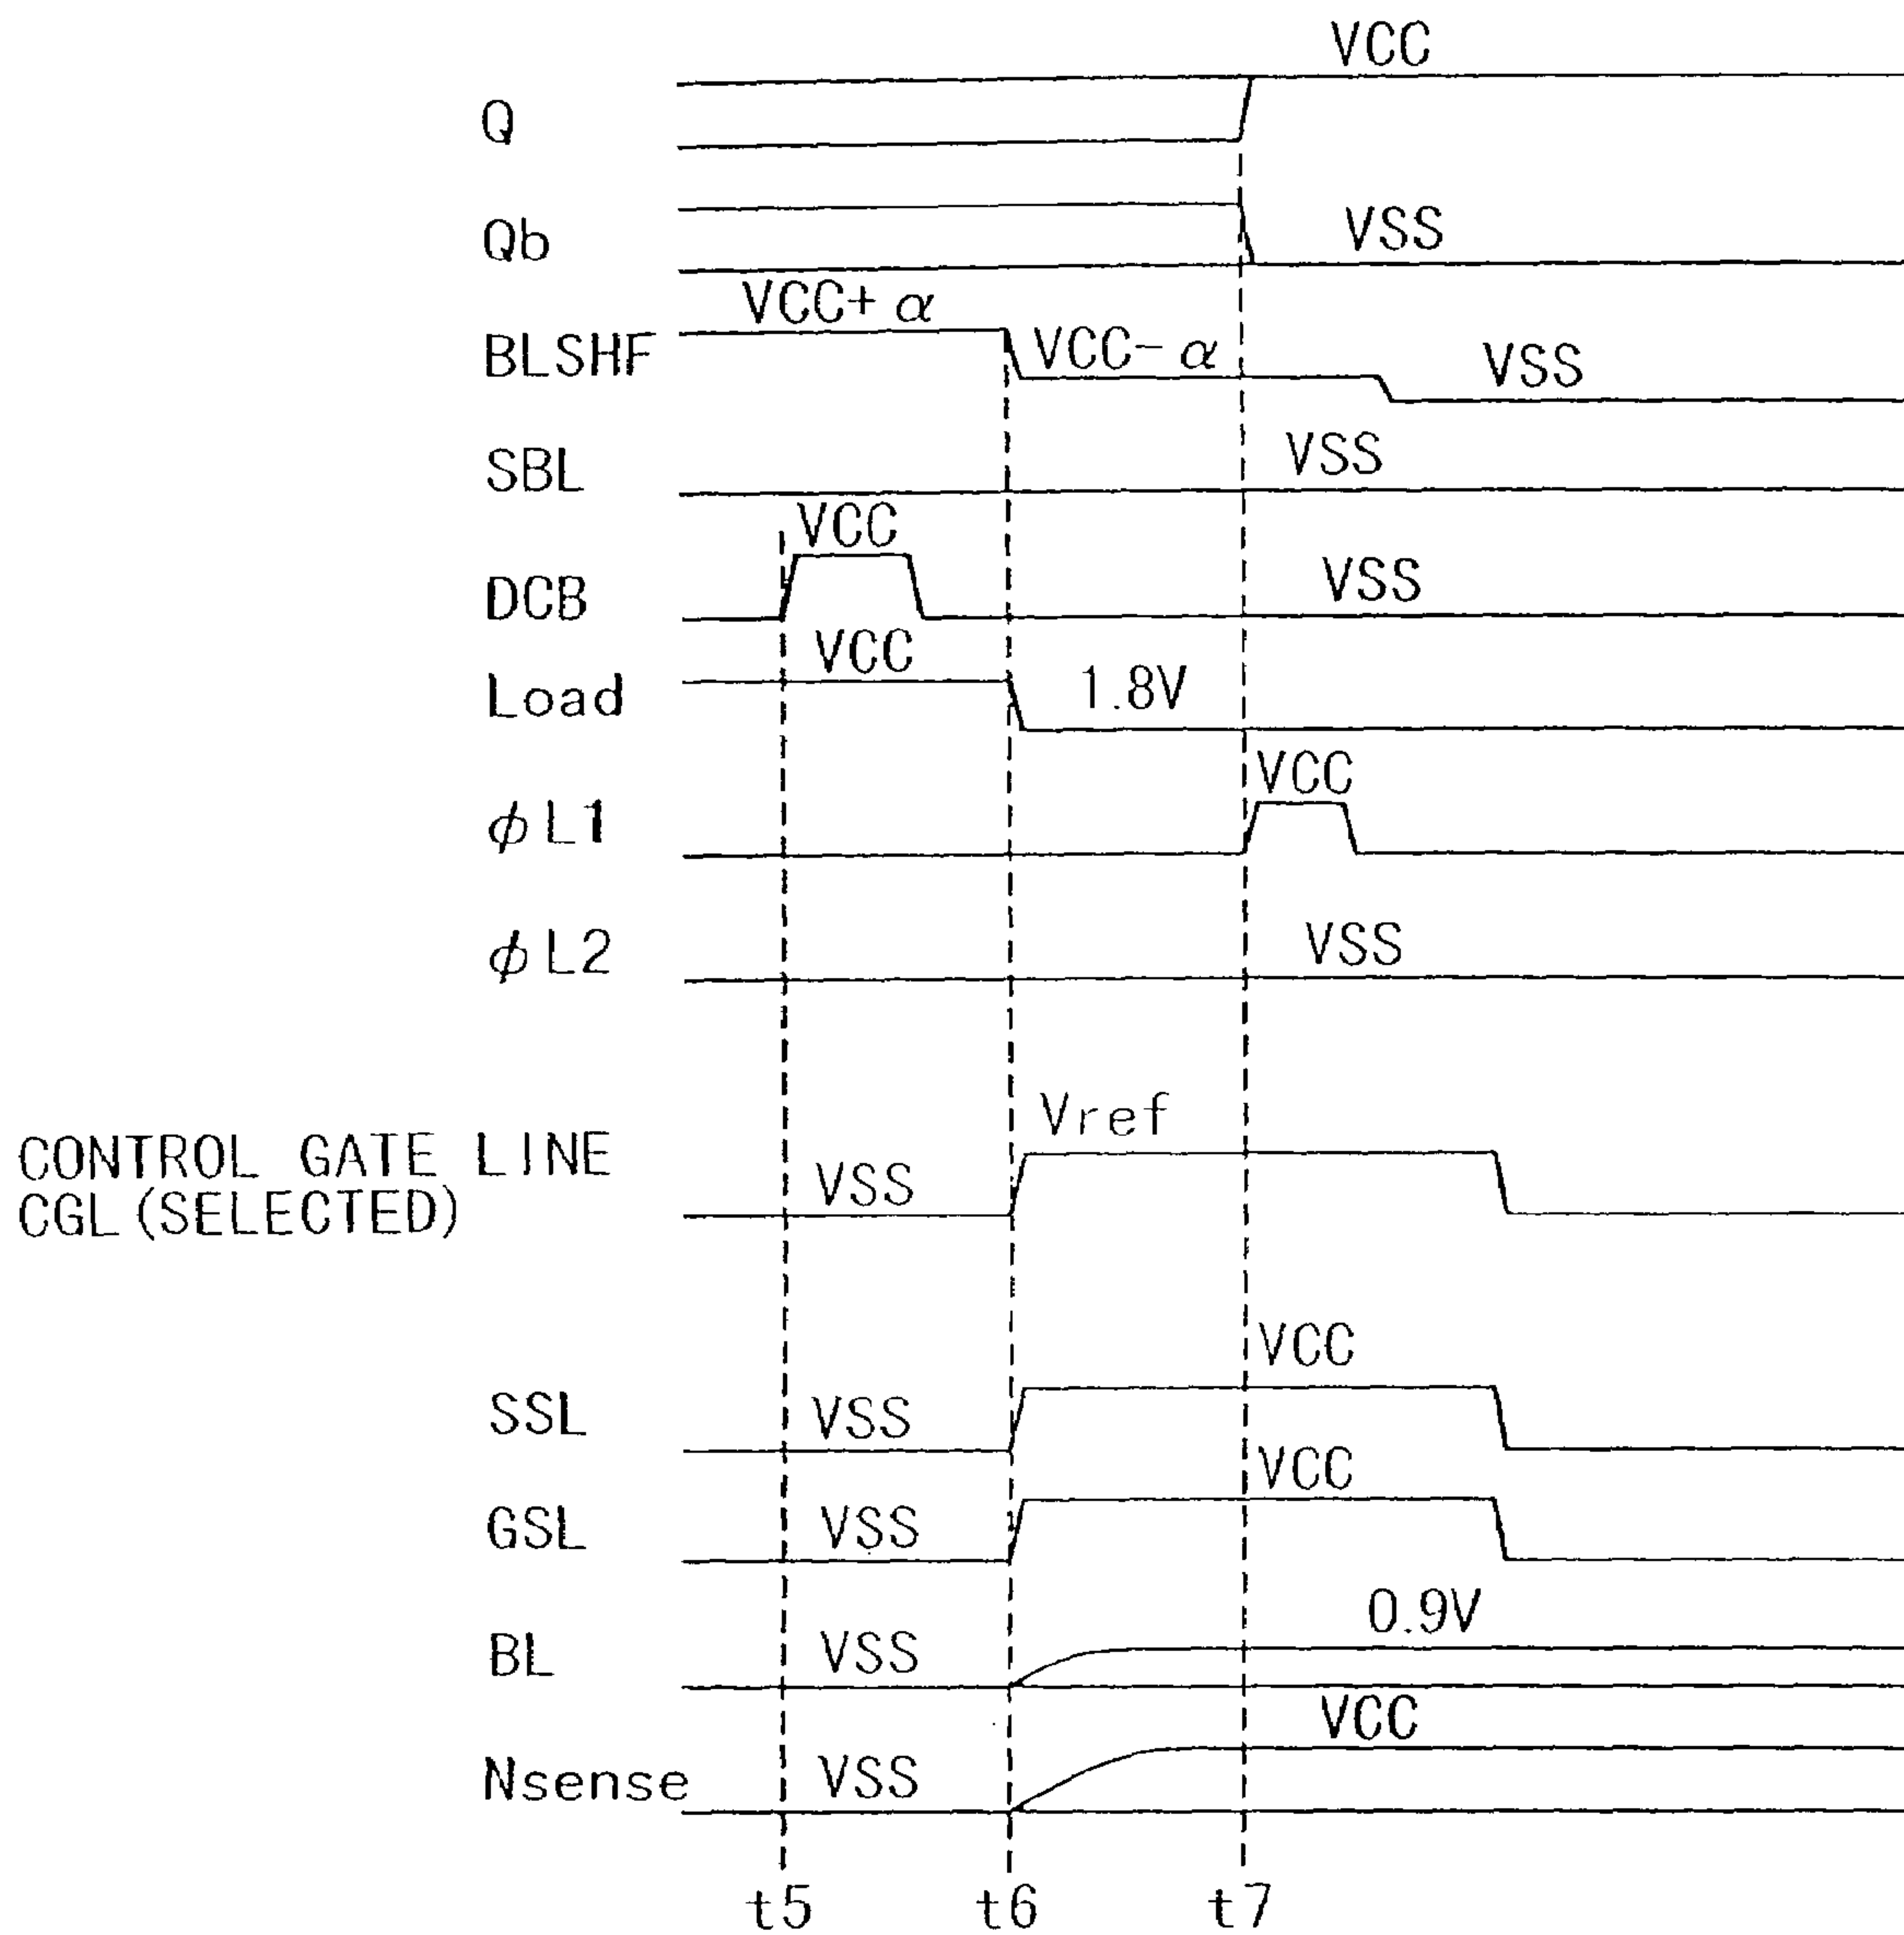 VCC
Q
Qb VSS
VCC+ α
BLSHF VCC- α VSS
SBL VSS
VCC
DCB VSS
VCC
Load 1.8V
VCC
φL1
φL2 VSS
Vref
CONTROL GATE LINE
CGL(SELECTED) VSS
VCC
SSL VSS
VCC
GSL VSS
0.9V
BL VSS
VCC
Nsense VSS
t5 t6 t7